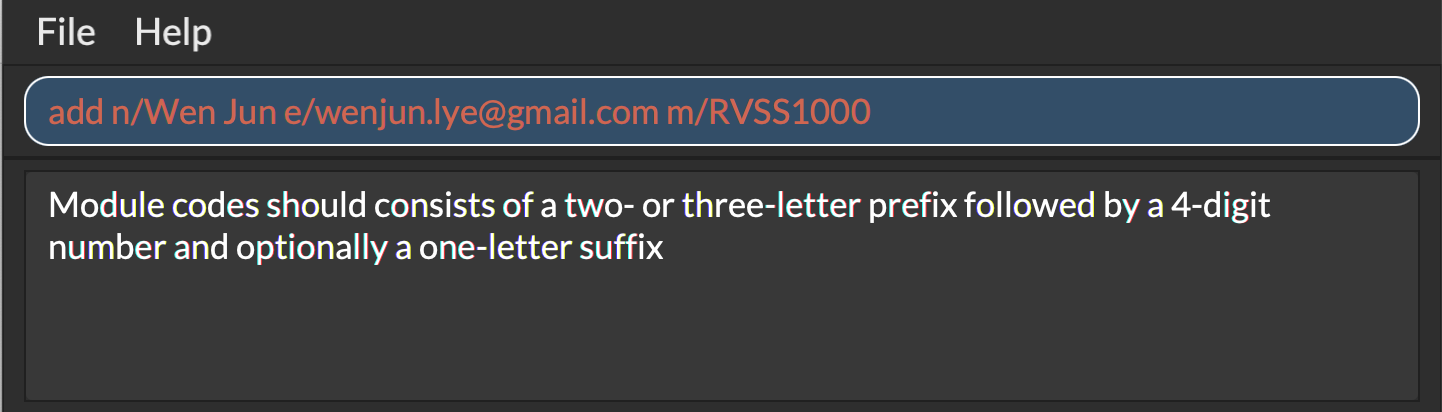 File Help
add n/Wen Jun e/wenjun.lye@gmail.com m/RVSS1000
Module codes should consists of a two- or three-letter prefix followed by a 4-digit
number and optionally a one-letter suffix